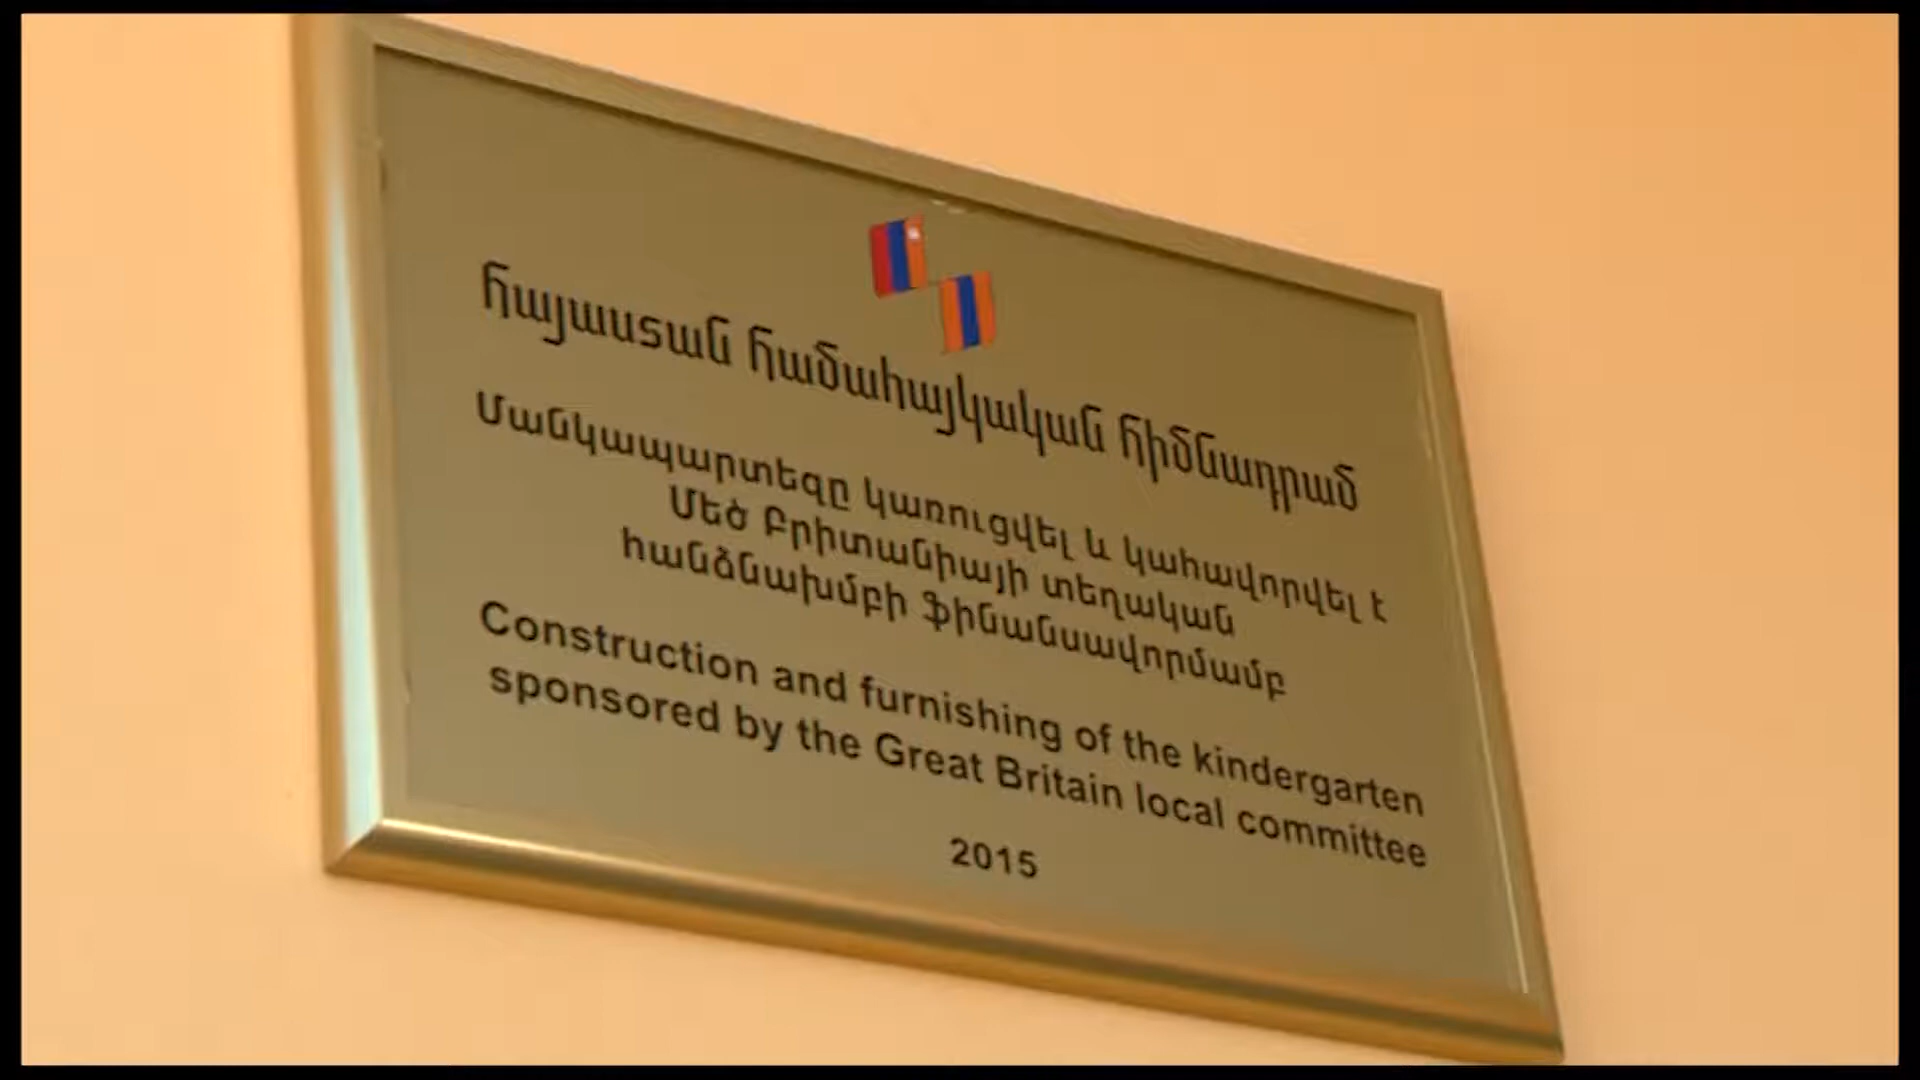 հայաստան համահայկական հիմնադրամ
Մանկապարտեզը կառուցվել և կահավորվել է
Մեծ Բրիտանիայի տեղական
հանձնախմբի ֆինանսավորմամբ
Construction and furnishing of the kindergarten
sponsored by the Great Britain local committee
2015